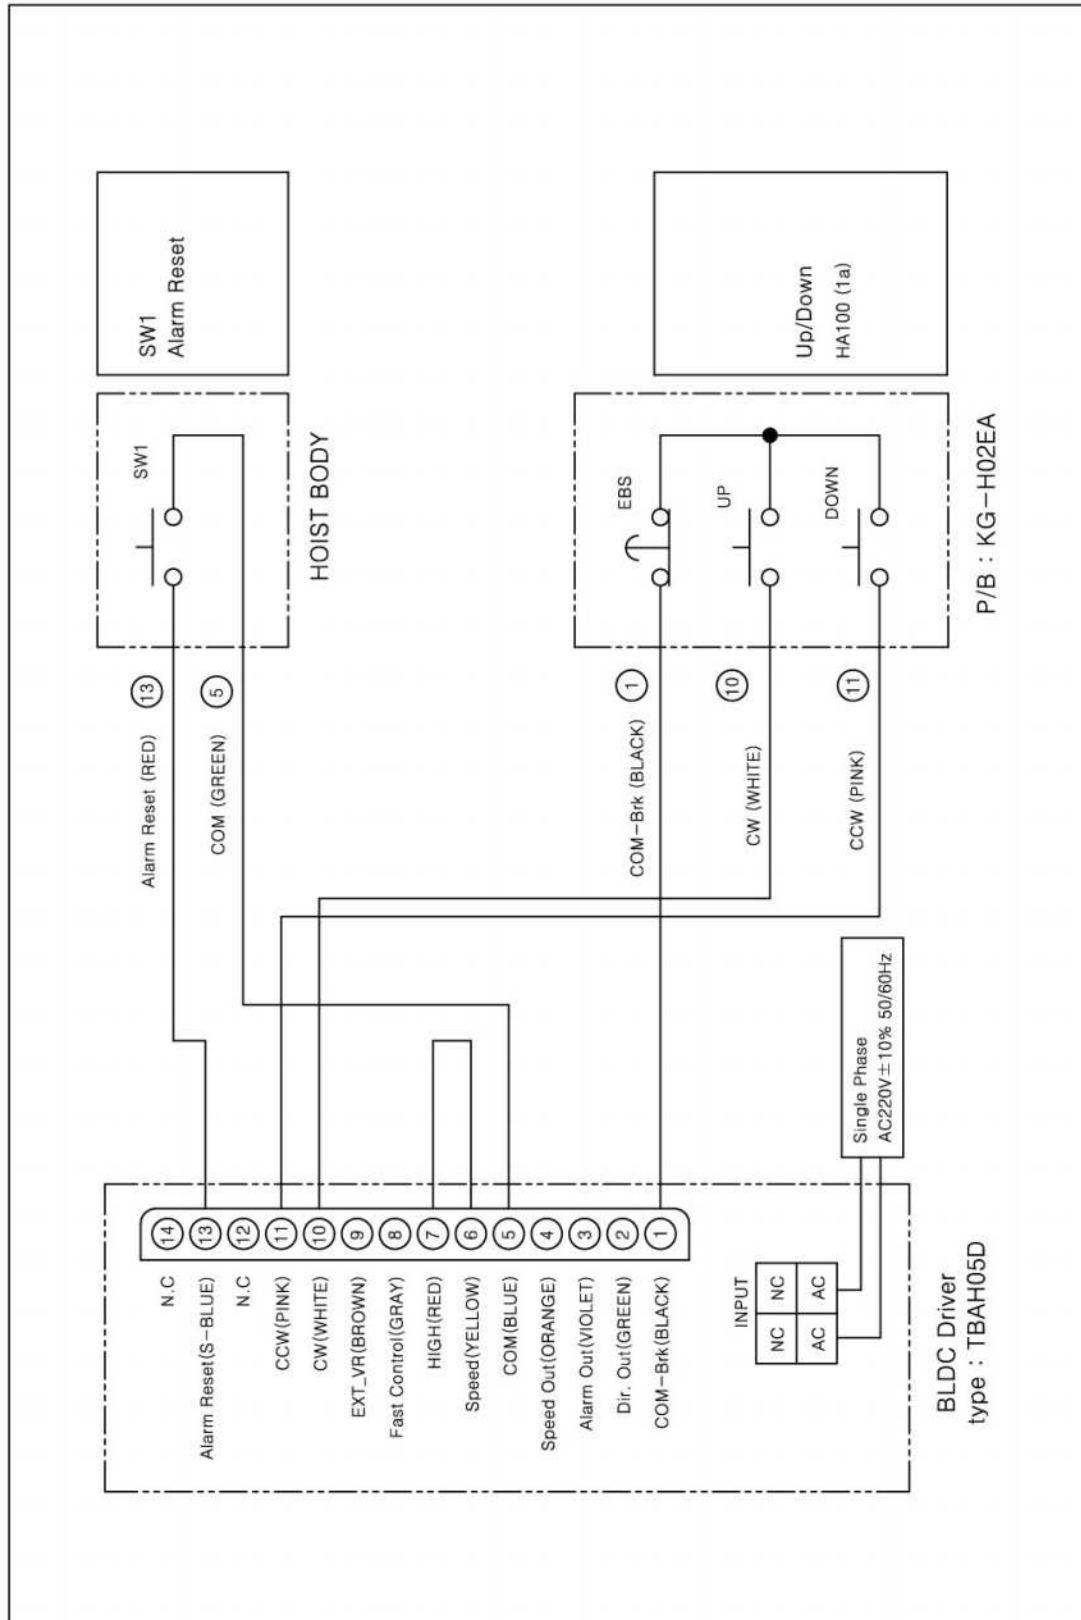 SW1
Alarm Reset
SW1
HOIST BODY
13
5
Alarm Reset (RED)
COM (GREEN)
Up/Down
HA100 (1a)
EBS
UP
DOWN
P/B : KG-H02EA
1
10
11
COM-Brk (BLACK)
CW (WHITE)
CCW (PINK)
N.C 14
Alarm Reset(S-BLUE) 13
N.C 12
CCW(PINK) 11
CW(WHITE) 10
EXT_VR(BROWN) 9
Fast Control(GRAY) 8
HIGH(RED) 7
Speed(YELLOW) 6
COM(BLUE) 5
Speed Out(ORANGE) 4
Alarm Out(VIOLET) 3
Dir. Out(GREEN) 2
COM-Brk(BLACK) 1
INPUT
NC NC
AC AC
Single Phase
AC220V±10% 50/60Hz
BLDC Driver
type : TBAH05D